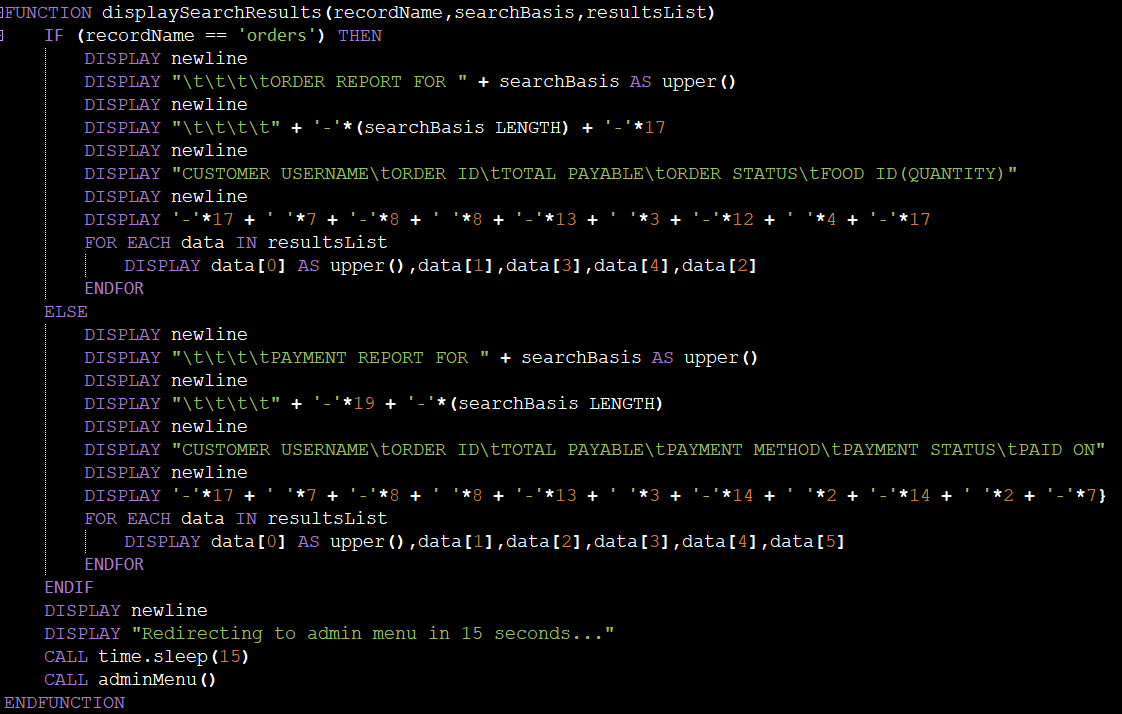 FUNCTION displaySearchResults(recordName,searchBasis,resultsList)
    IF (recordName == 'orders') THEN
        DISPLAY newline
        DISPLAY "\t\t\t\tORDER REPORT FOR " + searchBasis AS upper()
        DISPLAY newline
        DISPLAY "\t\t\t\t" + '-'*(searchBasis LENGTH) + '-'*17
        DISPLAY newline
        DISPLAY "CUSTOMER USERNAME\tORDER ID\tTOTAL PAYABLE\tORDER STATUS\tFOOD ID(QUANTITY)"
        DISPLAY newline
        DISPLAY '-'*17 + ' '*7 + '-'*8 + ' '*8 + '-'*13 + ' '*3 + '-'*12 + ' '*4 + '-'*17
        FOR EACH data IN resultsList
            DISPLAY data[0] AS upper(),data[1],data[3],data[4],data[2]
        ENDFOR
    ELSE
        DISPLAY newline
        DISPLAY "\t\t\t\tPAYMENT REPORT FOR " + searchBasis AS upper()
        DISPLAY newline
        DISPLAY "\t\t\t\t" + '-'*19 + '-'*(searchBasis LENGTH)
        DISPLAY newline
        DISPLAY "CUSTOMER USERNAME\tORDER ID\tTOTAL PAYABLE\tPAYMENT METHOD\tPAYMENT STATUS\tPAID ON"
        DISPLAY newline
        DISPLAY '-'*17 + ' '*7 + '-'*8 + ' '*8 + '-'*13 + ' '*3 + '-'*14 + ' '*2 + '-'*14 + ' '*2 + '-'*7}
        FOR EACH data IN resultsList
            DISPLAY data[0] AS upper(),data[1],data[2],data[3],data[4],data[5]
        ENDFOR
    ENDIF
    DISPLAY newline
    DISPLAY "Redirecting to admin menu in 15 seconds..."
    CALL time.sleep(15)
    CALL adminMenu()
ENDFUNCTION